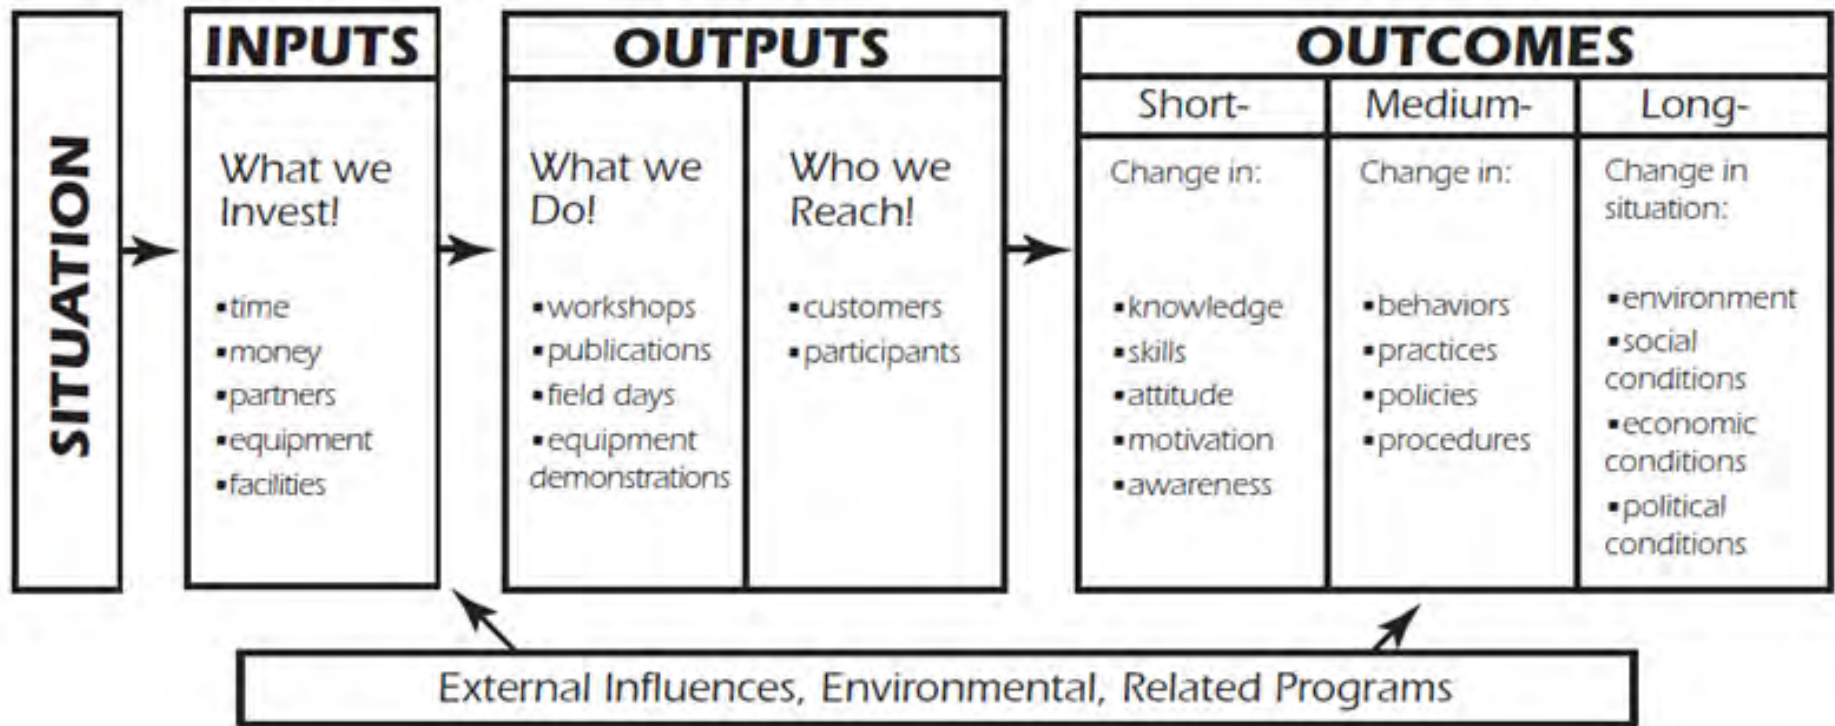 SITUATION
INPUTS
What we
Invest!
▪time
▪money
▪partners
▪equipment
▪facilities
OUTPUTS
What we
Do!
▪workshops
▪publications
▪field days
▪equipment
demonstrations
Who we
Reach!
▪customers
▪participants
OUTCOMES
Short-
Change in:
▪knowledge
▪skills
▪attitude
▪motivation
▪awareness
Medium-
Change in:
▪behaviors
▪practices
▪policies
▪procedures
Long-
Change in
situation:
▪environment
▪social
conditions
▪economic
conditions
▪political
conditions
External Influences, Environmental, Related Programs